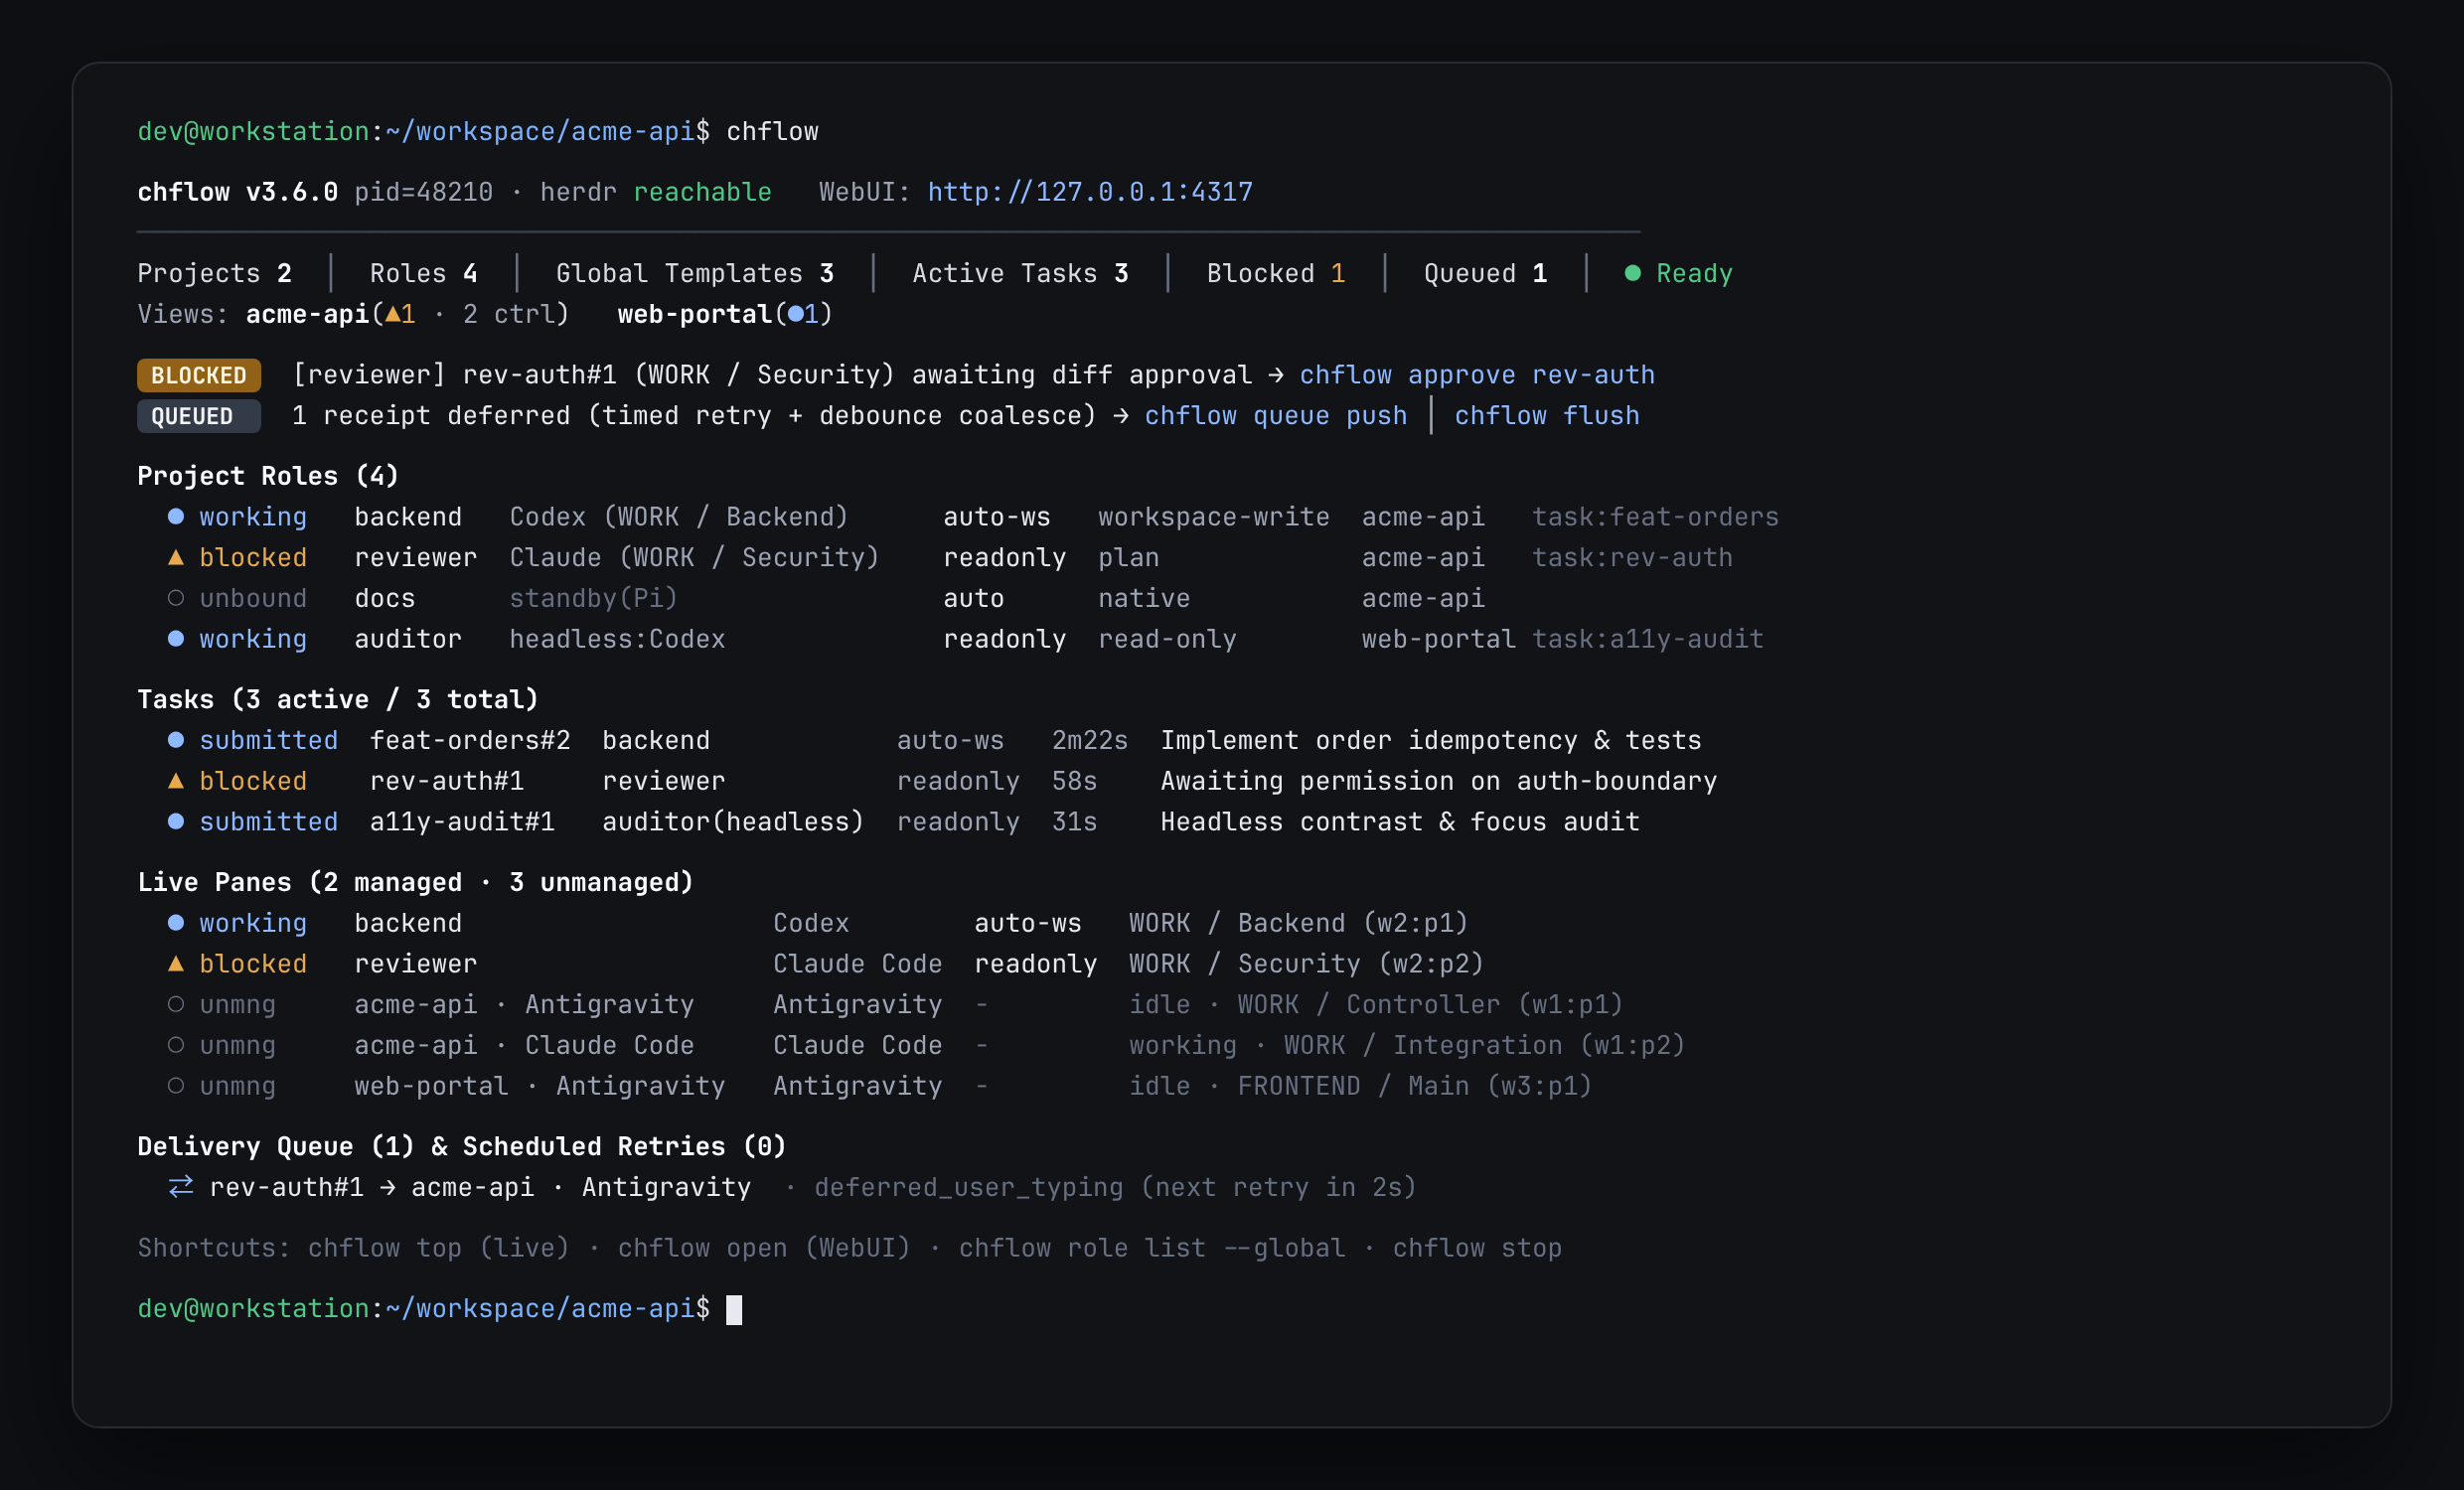 dev@workstation:~/workspace/acme-api$ chflow
chflow v3.6.0 pid=48210 · herdr reachable   WebUI: http://127.0.0.1:4317
Projects 2 │ Roles 4 │ Global Templates 3 │ Active Tasks 3 │ Blocked 1 │ Queued 1 │ ● Ready
Views: acme-api(▲1 · 2 ctrl)   web-portal(●1)
BLOCKED  [reviewer] rev-auth#1 (WORK / Security) awaiting diff approval → chflow approve rev-auth
QUEUED  1 receipt deferred (timed retry + debounce coalesce) → chflow queue push │ chflow flush
Project Roles (4)
● working   backend   Codex (WORK / Backend)   auto-ws   workspace-write   acme-api   task:feat-orders
▲ blocked   reviewer  Claude (WORK / Security)   readonly  plan   acme-api   task:rev-auth
○ unbound   docs   standby(Pi)   auto   native   acme-api
● working   auditor   headless:Codex   readonly  read-only   web-portal task:a11y-audit
Tasks (3 active / 3 total)
● submitted  feat-orders#2  backend   auto-ws   2m22s  Implement order idempotency & tests
▲ blocked    rev-auth#1     reviewer   readonly  58s    Awaiting permission on auth-boundary
● submitted  a11y-audit#1   auditor(headless)  readonly  31s    Headless contrast & focus audit
Live Panes (2 managed · 3 unmanaged)
● working   backend   Codex   auto-ws   WORK / Backend (w2:p1)
▲ blocked   reviewer   Claude Code  readonly  WORK / Security (w2:p2)
○ unmng     acme-api · Antigravity   Antigravity  -   idle · WORK / Controller (w1:p1)
○ unmng     acme-api · Claude Code   Claude Code  -   working · WORK / Integration (w1:p2)
○ unmng     web-portal · Antigravity   Antigravity  -   idle · FRONTEND / Main (w3:p1)
Delivery Queue (1) & Scheduled Retries (0)
⇄ rev-auth#1 → acme-api · Antigravity  · deferred_user_typing (next retry in 2s)
Shortcuts: chflow top (live) · chflow open (WebUI) · chflow role list --global · chflow stop
dev@workstation:~/workspace/acme-api$